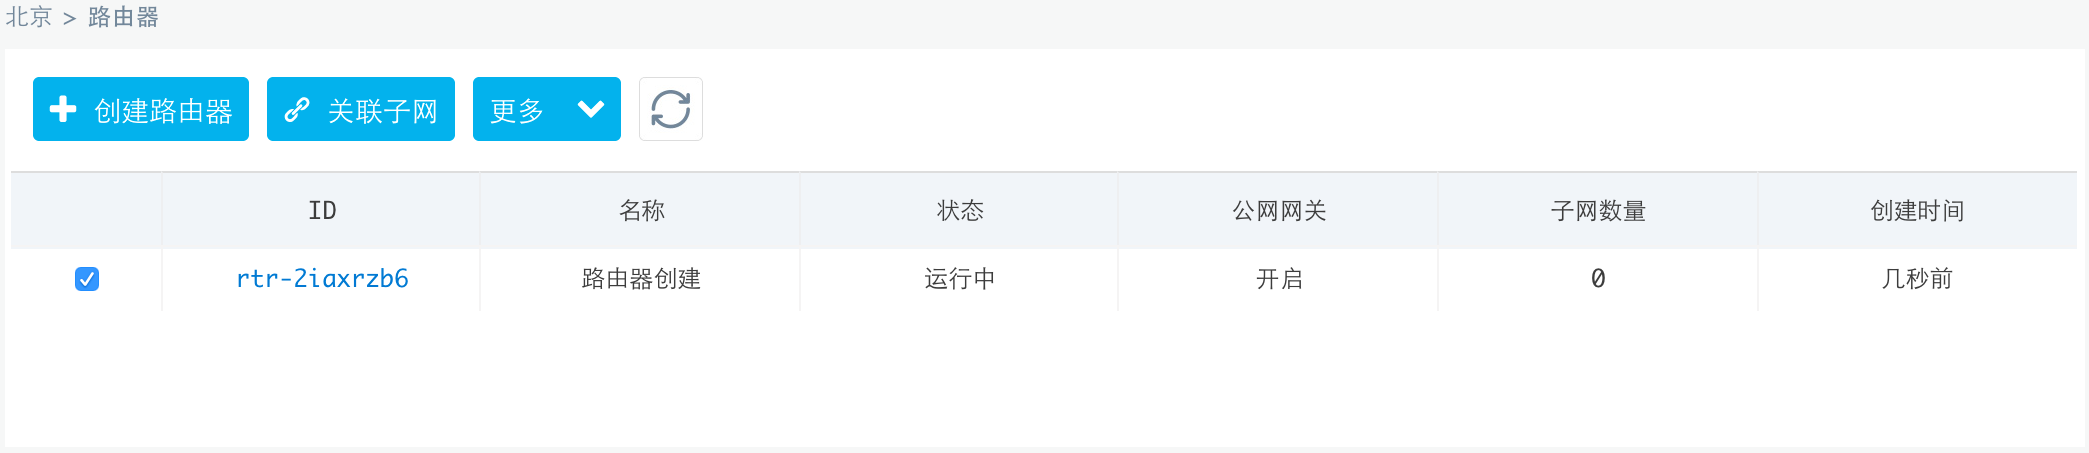 北京 > 路由器
创建路由器 关联子网 更多
ID 名称 状态 公网网关 子网数量 创建时间
rtr-2iaxrzb6 路由器创建 运行中 开启 0 几秒前